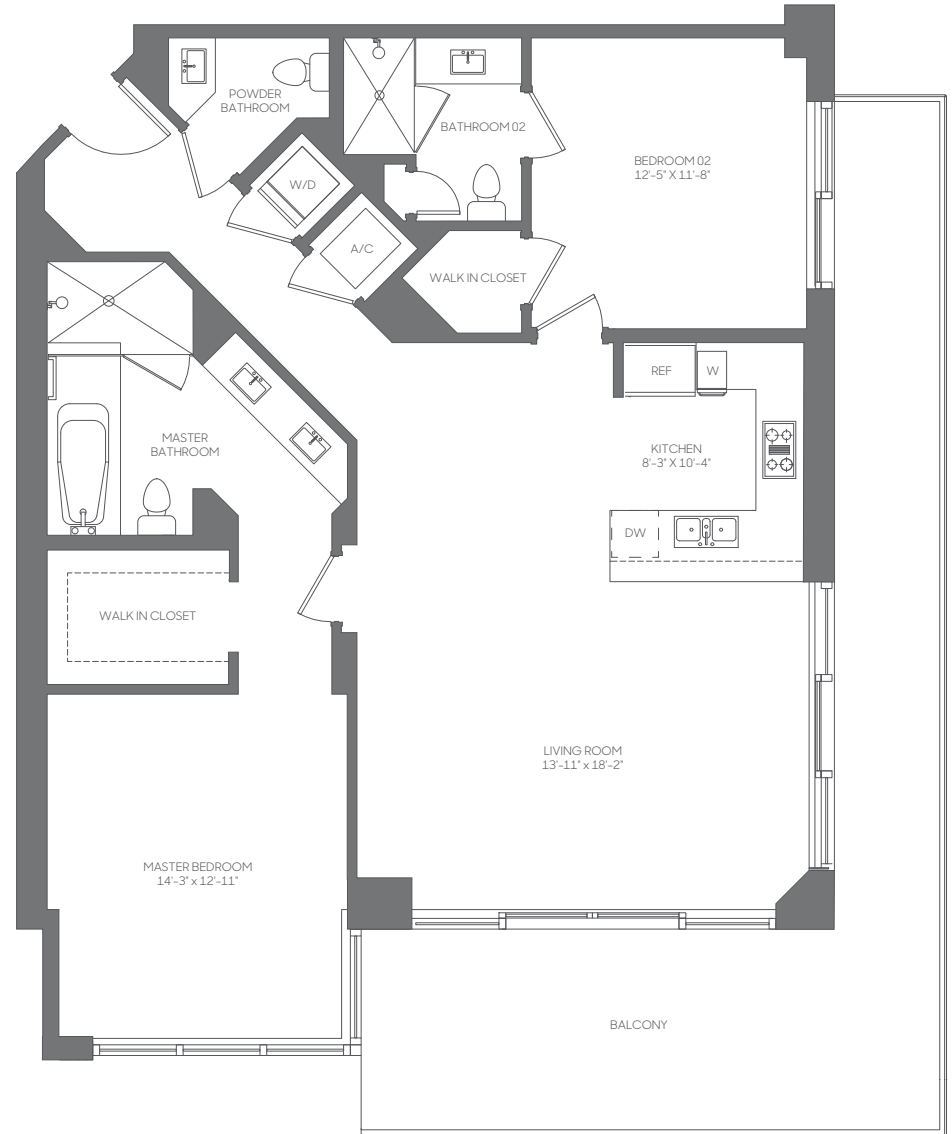 POWDER
BATHROOM
BATHROOM 02
BEDROOM 02
12'-5" X 11'-8"
W/D
A/C
WALK IN CLOSET
REF
W
KITCHEN
8'-3" X 10'-4"
DW
MASTER
BATHROOM
WALK IN CLOSET
LIVING ROOM
13'-11" x 18'-2"
MASTER BEDROOM
14'-3" x 12'-11"
BALCONY